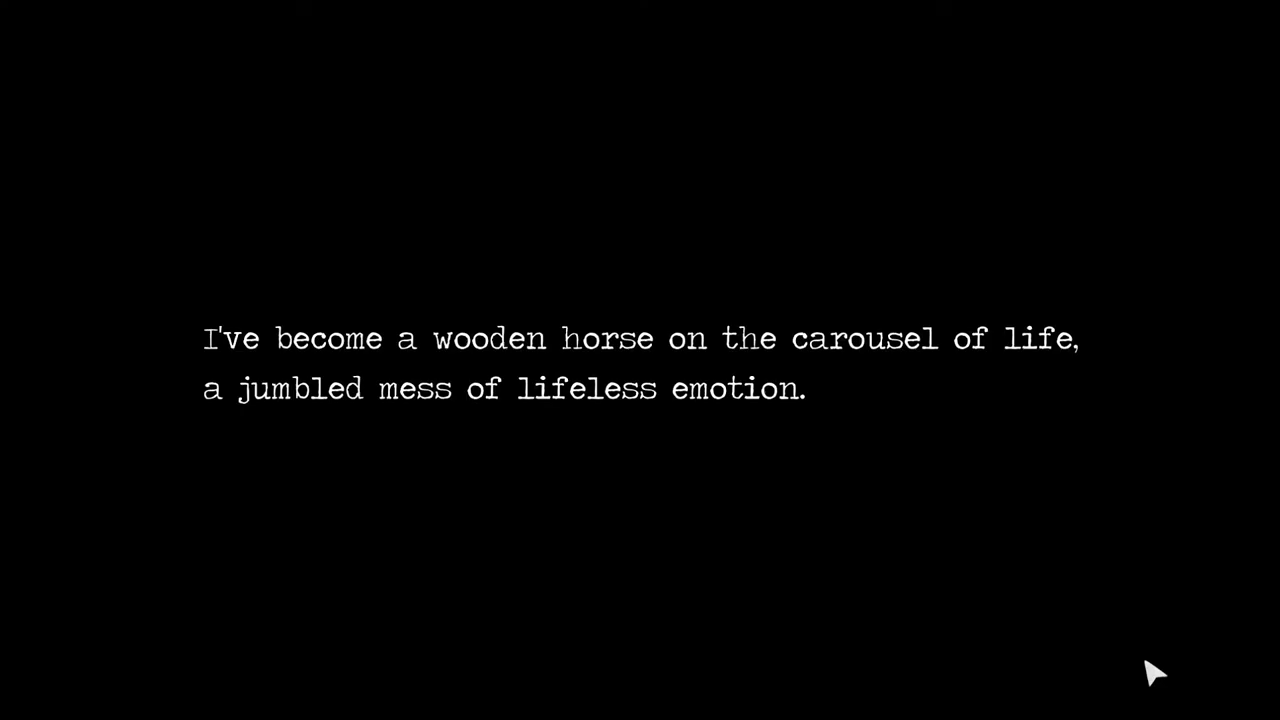 I've become a wooden horse on the carousel of life,
a jumbled mess of lifeless emotion.